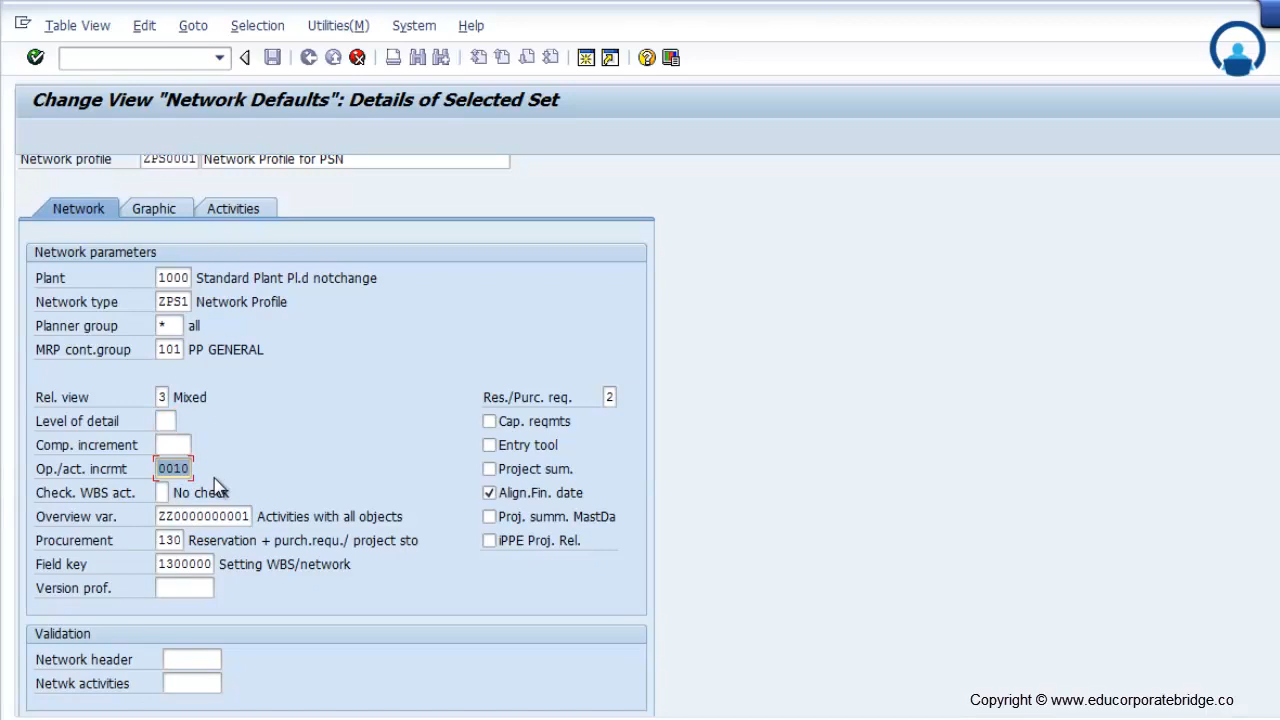 Table View Edit Goto Selection Utilities(M) System Help
Change View "Network Defaults": Details of Selected Set
Network profile ZPS0001 Network Profile for PSN
Network Graphic Activities
Network parameters
Plant 1000 Standard Plant Pl.d notchange
Network type ZPS1 Network Profile
Planner group * all
MRP cont.group 101 PP GENERAL
Rel. view 3 Mixed Res./Purc. req. 2
Level of detail Cap. reqmts
Comp. increment Entry tool
Op./act. incrmt 0010 Project sum.
Check. WBS act. No check Align.Fin. date
Overview var. ZZ0000000001 Activities with all objects Proj. summ. MastDa
Procurement 130 Reservation + purch.requ./ project sto iPPE Proj. Rel.
Field key 1300000 Setting WBS/network
Version prof.
Validation
Network header
Netwk activities
Copyright © www.educorporatebridge.co